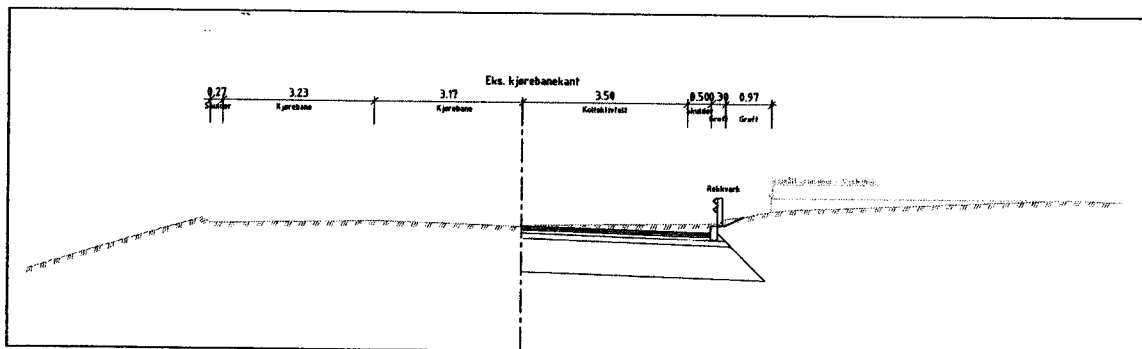 Eks. kjørebanekant
0.27 3.23 3.17 3.50 0.50 0.30 0.97
Skulder Kjørebane Kjørebane Kollektivfelt Skulder Grøft Grøft
Rekkverk